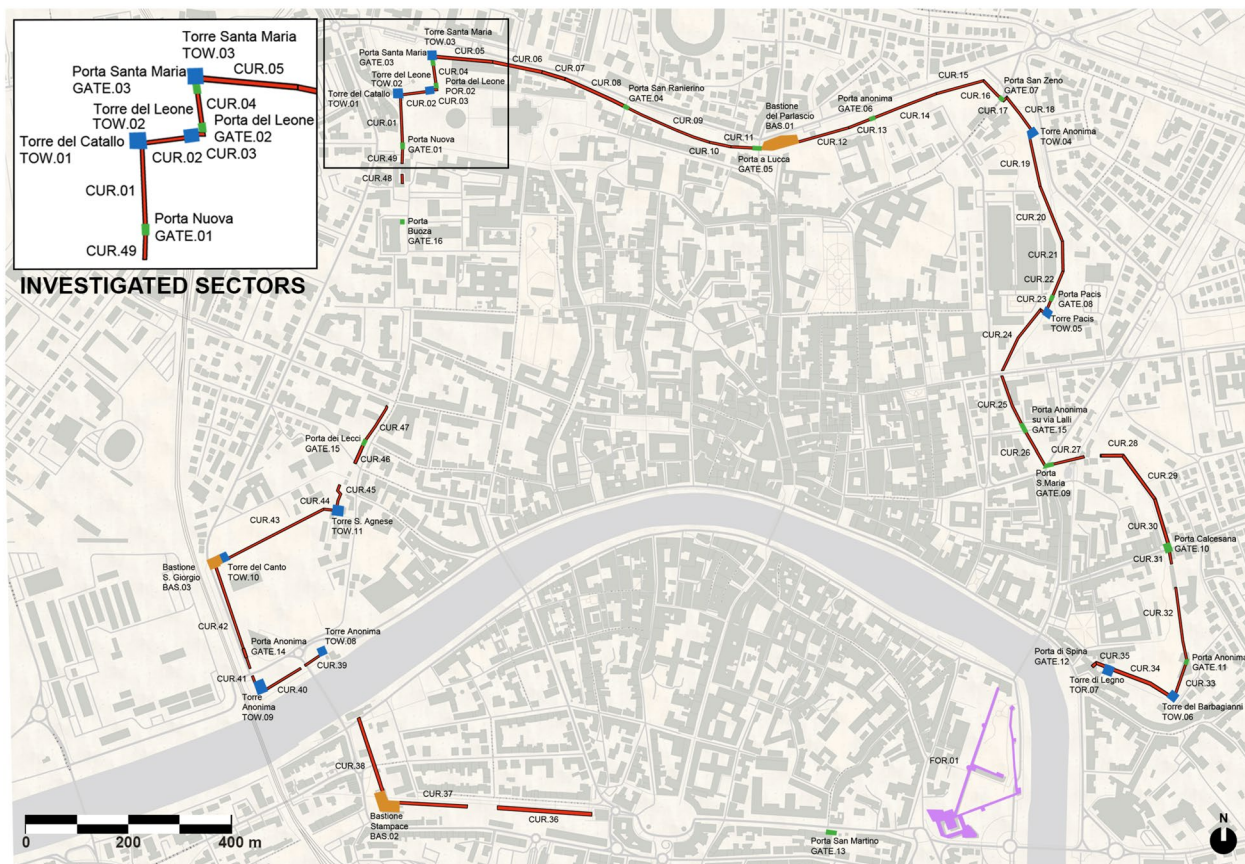 Torre Santa Maria
TOW.03
CUR.05
Porta Santa Maria
GATE.03
CUR.04
Torre del Leone
TOW.02
Porta del Leone
GATE.02
Torre del Catallo
TOW.01
CUR.02
CUR.03
CUR.01
Porta Nuova
GATE.01
CUR.49
INVESTIGATED SECTORS
Torre Santa Maria
TOW.03
Porta Santa Maria
GATE.03
CUR.05
CUR.06
CUR.04
CUR.07
Torre del Leone
TOW.02
Porta del Leone
POR.02
Torre del Catallo
TOW.01
CUR.02
CUR.03
CUR.01
Porta Nuova
GATE.01
CUR.49
CUR.48
Porta
Buoza
GATE.16
CUR.08
Porta San Ranierino
GATE.04
CUR.09
CUR.10
CUR.11
Bastione
del Parlascio
BAS.01
Porta a Lucca
GATE.05
CUR.12
Porta anonima
GATE.06
CUR.13
CUR.14
CUR.15
CUR.16
Porta San Zeno
GATE.07
CUR.17
CUR.18
Torre Anonima
TOW.04
CUR.19
CUR.20
CUR.21
CUR.22
CUR.23
Porta Pacis
GATE.08
Torre Pacis
TOW.05
CUR.24
CUR.25
Porta Anonima
su via Lalli
GATE.15
CUR.26
CUR.27
Porta
S.Maria
GATE.09
CUR.28
CUR.29
CUR.30
Porta Calcesana
GATE.10
CUR.31
CUR.32
Porta Anonima
GATE.11
CUR.33
Torre del Barbagianni
TOW.06
CUR.34
CUR.35
Porta di Spina
GATE.12
Torre di Legno
TOR.07
CUR.47
Porta dei Lecci
GATE.15
CUR.46
CUR.45
CUR.44
Torre S. Agnese
TOW.11
CUR.43
Torre del Canto
TOW.10
Bastione
S. Giorgio
BAS.03
CUR.42
Porta Anonima
GATE.14
Torre Anonima
TOW.08
CUR.39
CUR.41
CUR.40
Torre
Anonima
TOW.09
CUR.38
CUR.37
CUR.36
Bastione
Stampace
BAS.02
Porta San Martino
GATE.13
FOR.01
0
200
400 m
N